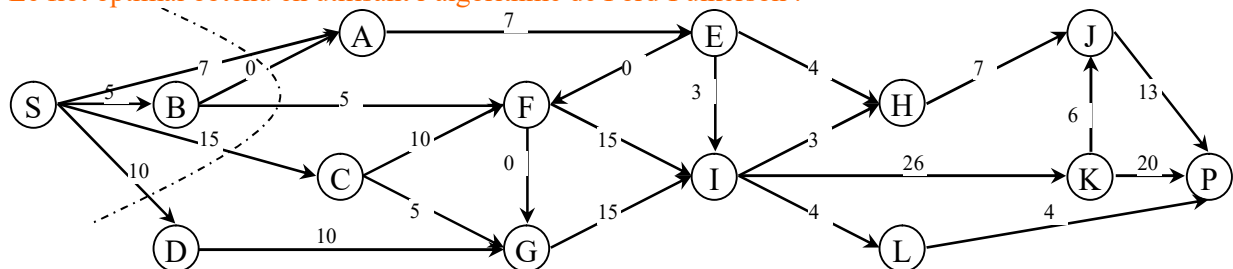 Le flot optimal obtenu en utilisant l'algorithme de Ford Fulkerson :
A 7 E J
7 0 0 4 7 13
S 5 B 5 F 3 H 6
15 10 15 3
10 C 0 I 26 K 20 P
5 15 4 4
D 10 G L